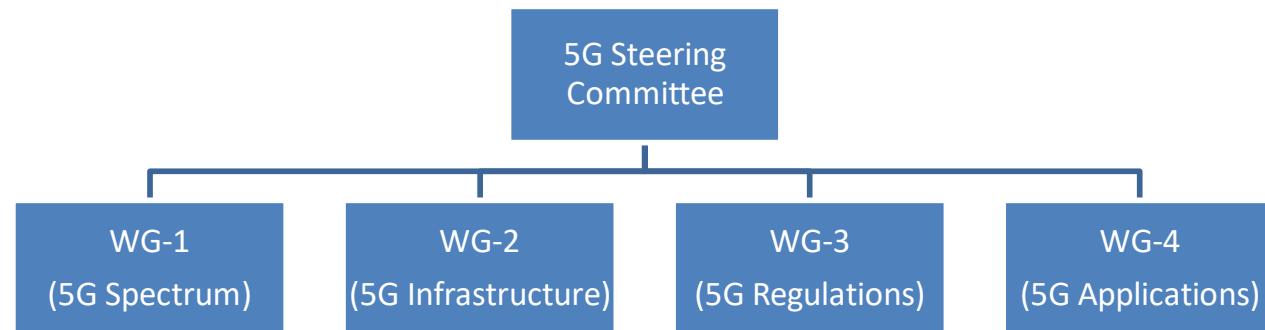 5G Steering
Committee
WG-1
(5G Spectrum)
WG-2
(5G Infrastructure)
WG-3
(5G Regulations)
WG-4
(5G Applications)